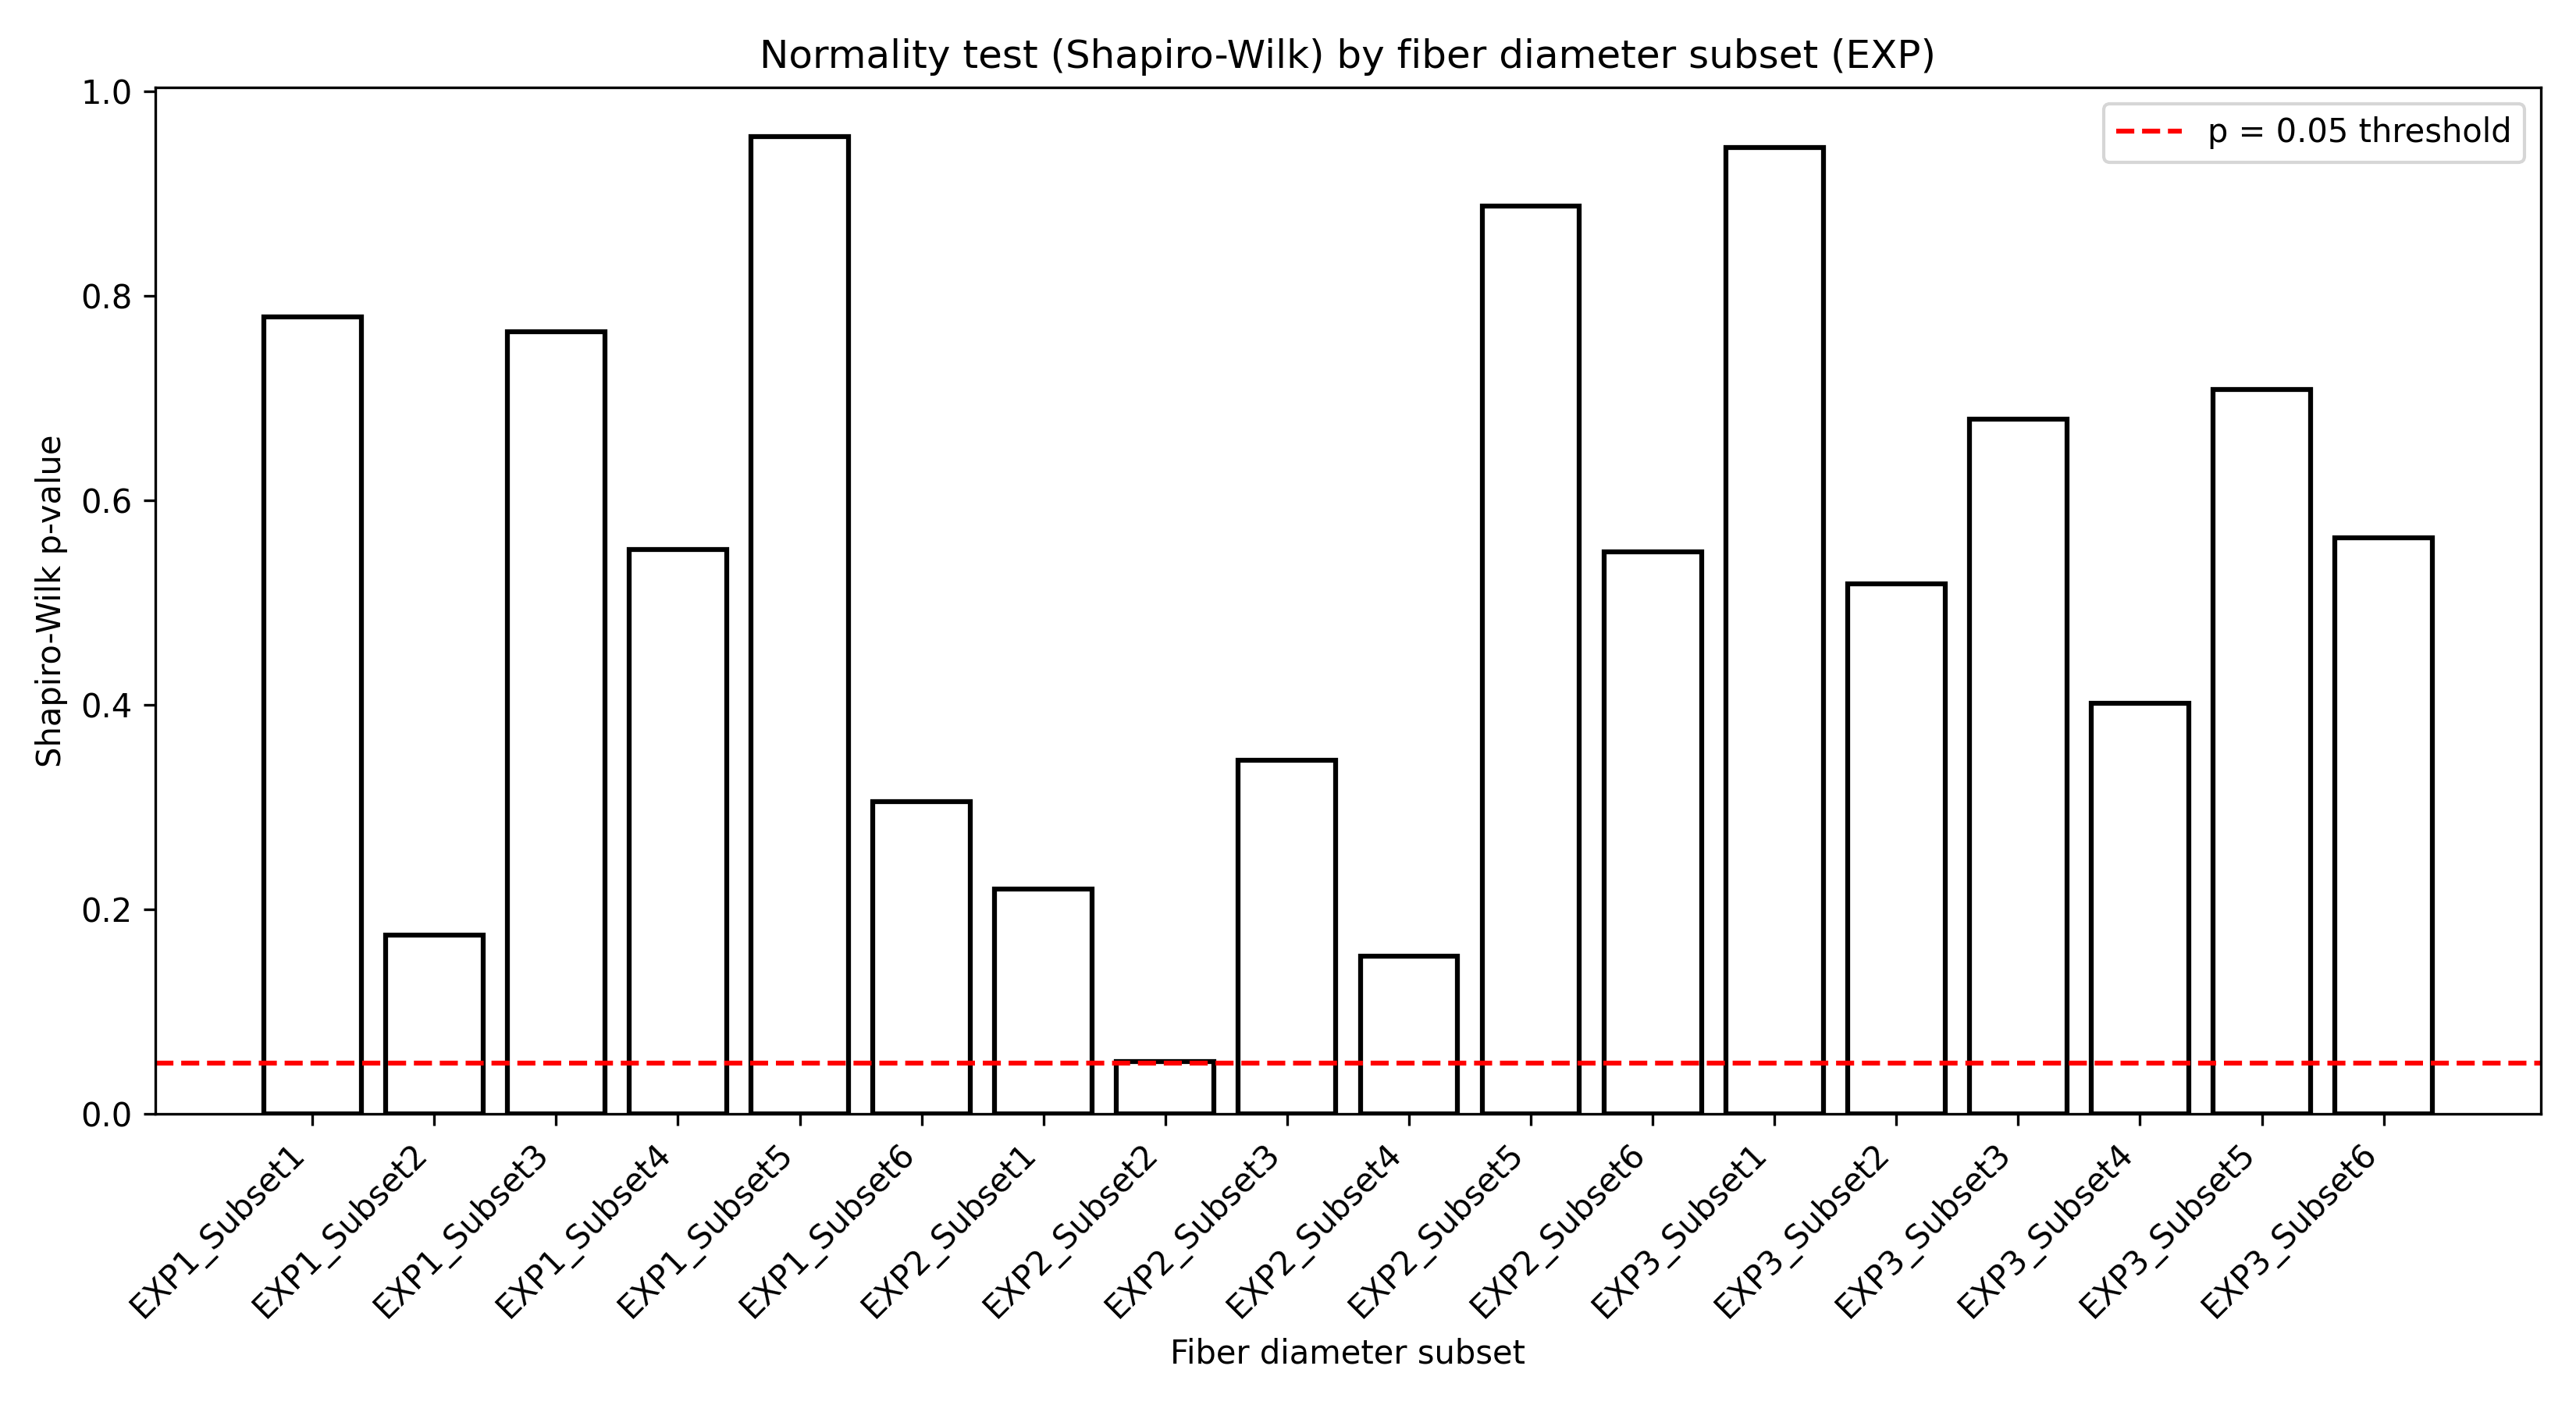 Normality test (Shapiro-Wilk) by fiber diameter subset (EXP)
p = 0.05 threshold
Shapiro-Wilk p-value
1.0
0.8
0.6
0.4
0.2
0.0
EXP1_Subset1
EXP1_Subset2
EXP1_Subset3
EXP1_Subset4
EXP1_Subset5
EXP1_Subset6
EXP2_Subset1
EXP2_Subset2
EXP2_Subset3
EXP2_Subset4
EXP2_Subset5
EXP2_Subset6
EXP3_Subset1
EXP3_Subset2
EXP3_Subset3
EXP3_Subset4
EXP3_Subset5
EXP3_Subset6
Fiber diameter subset